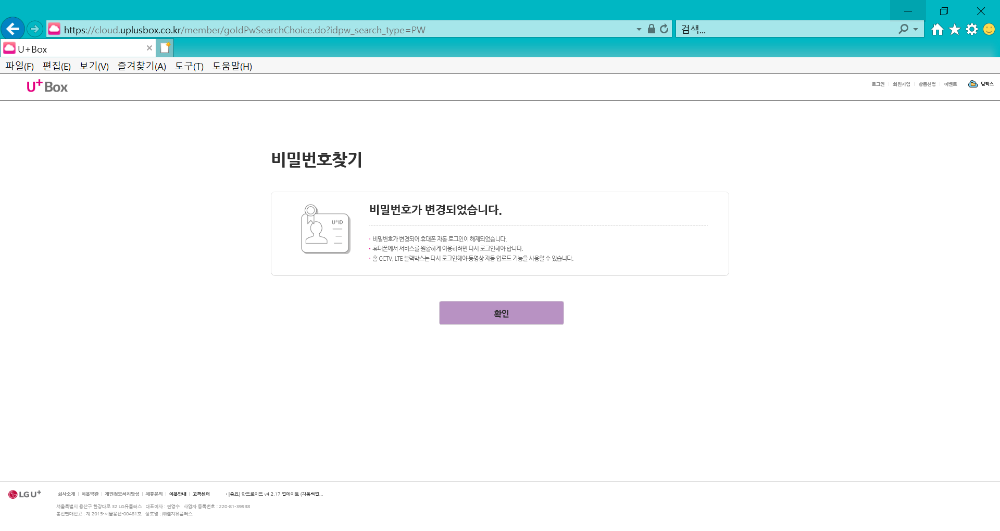 https://cloud.uplusbox.co.kr/member/goIdPwSearchChoice.do?idpw_search_type=PW
검색...
U+Box
파일(F) 편집(E) 보기(V) 즐겨찾기(A) 도구(T) 도움말(H)
U+ Box
로그인 회원가입 상품신청 이벤트 팀박스
비밀번호찾기
U+ID
비밀번호가 변경되었습니다.
· 비밀번호가 변경되어 휴대폰 자동 로그인이 해제되었습니다.
· 휴대폰에서 서비스를 원활하게 이용하려면 다시 로그인해야 합니다.
· 홈 CCTV, LTE 블랙박스는 다시 로그인해야 동영상 자동 업로드 기능을 사용할 수 있습니다.
확인
LG U+
회사소개 이용약관 개인정보처리방침 제휴문의 이용안내 고객센터 · [중요] 안드로이드 v4.2.17 업데이트 (자동백업...
서울특별시 용산구 한강대로 32 LG유플러스 대표이사 : 권영수 사업자 등록번호 : 220-81-39938
통신판매신고 : 제 2015-서울용산-00481호 상호명 : ㈜엘지유플러스